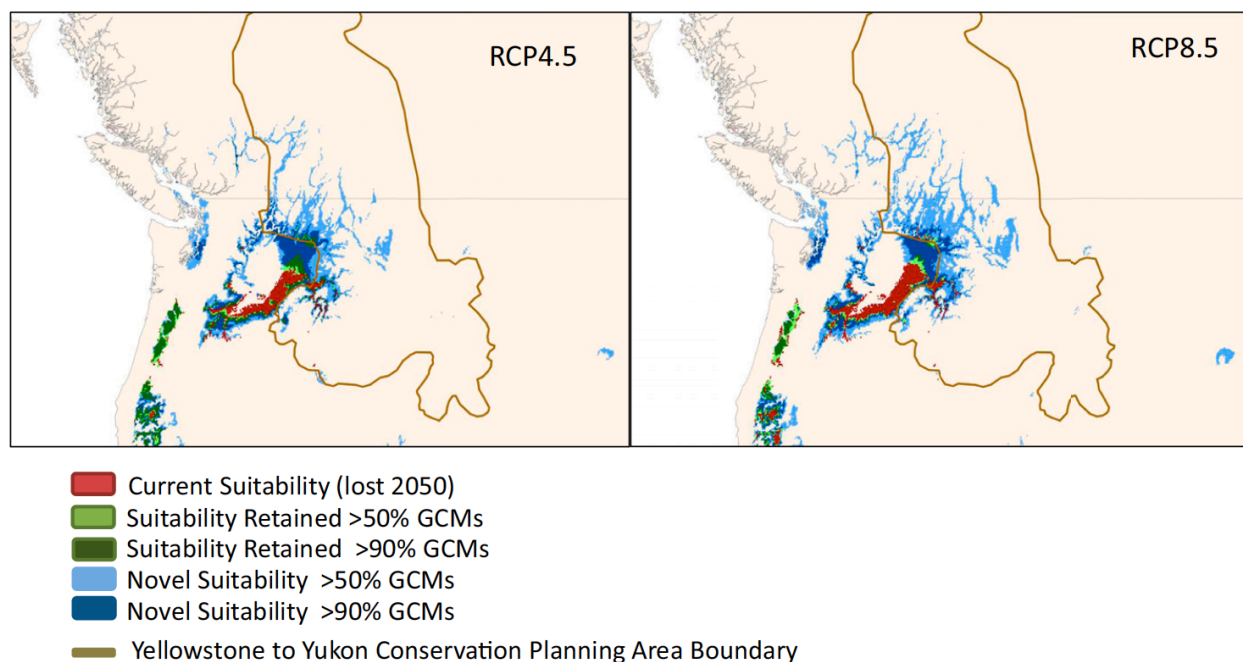 RCP4.5
RCP8.5
Current Suitability (lost 2050)
Suitability Retained >50% GCMs
Suitability Retained  >90% GCMs
Novel Suitability  >50% GCMs
Novel Suitability  >90% GCMs
Yellowstone to Yukon Conservation Planning Area Boundary